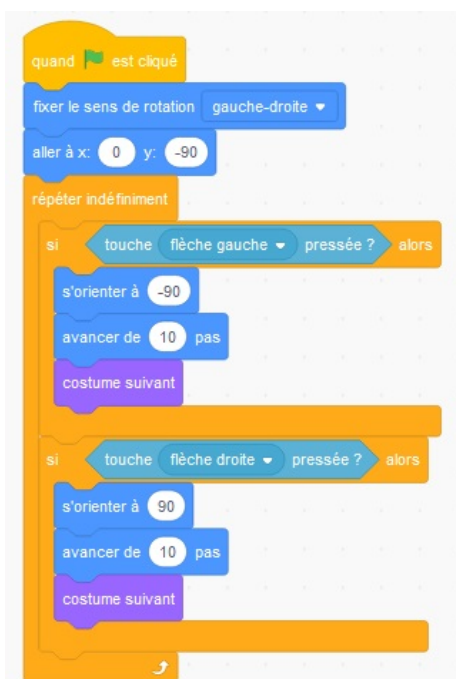 quand est cliqué
fixer le sens de rotation gauche-droite
aller à x: 0 y: -90
répéter indéfiniment
si touche flèche gauche pressée ? alors
s'orienter à -90
avancer de 10 pas
costume suivant
si touche flèche droite pressée ? alors
s'orienter à 90
avancer de 10 pas
costume suivant